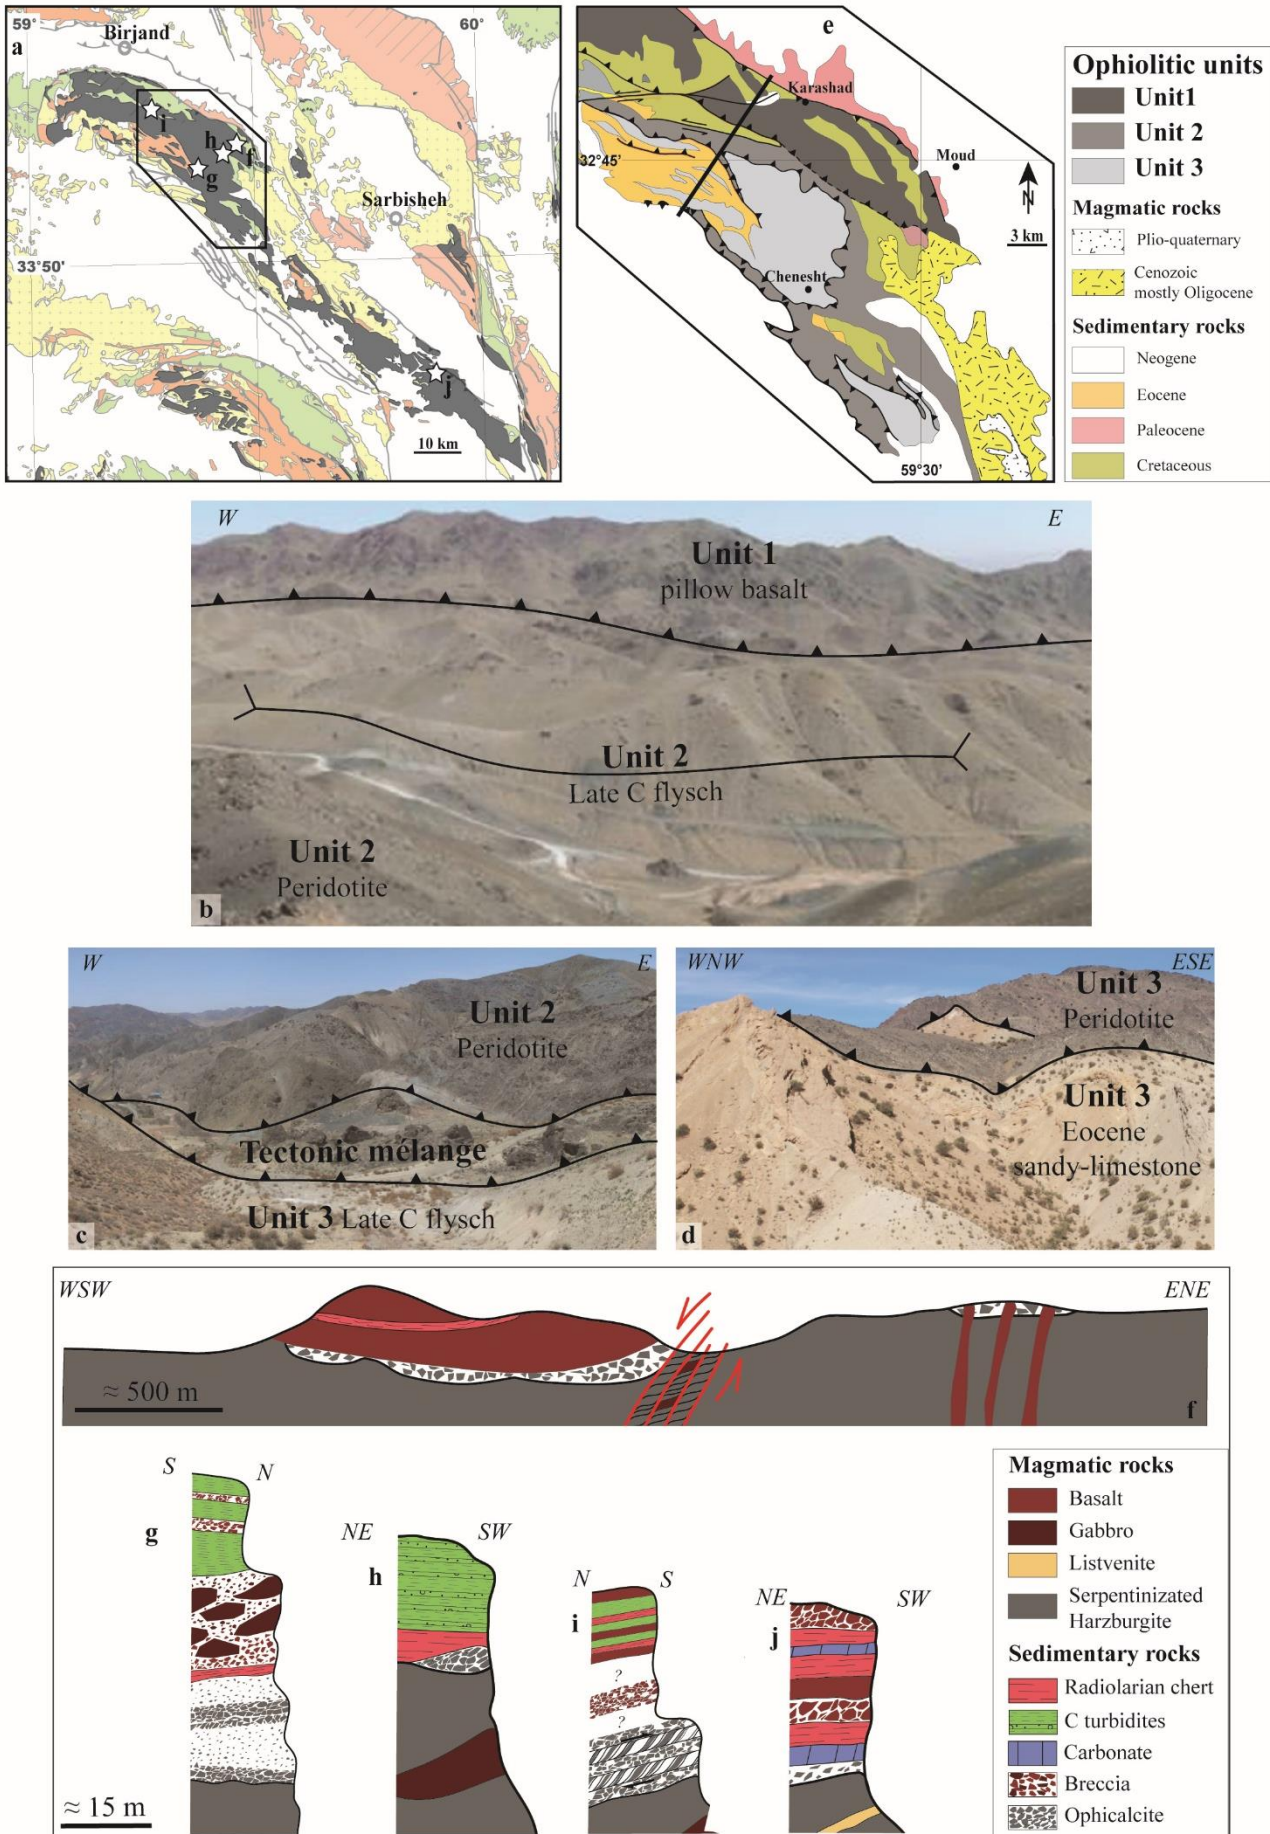 59°
60°
a
Birjand
i
h
f
g
Sarbisheh
33°50'
j
10 km
e
Karashad
32°45'
Moud
N
3 km
Chenesht
59°30'
Ophiolitic units
Unit1
Unit 2
Unit 3
Magmatic rocks
Plio-quaternary
Cenozoic
mostly Oligocene
Sedimentary rocks
Neogene
Eocene
Paleocene
Cretaceous
W
E
Unit 1
pillow basalt
Unit 2
Late C flysch
Unit 2
Peridotite
b
W
E
Unit 2
Peridotite
Tectonic mélange
Unit 3 Late C flysch
c
WNW
ESE
Unit 3
Peridotite
Unit 3
Eocene
sandy-limestone
d
WSW
ENE
≈ 500 m
f
S
N
g
≈ 15 m
NE
SW
h
N
S
i
?
?
NE
SW
j
Magmatic rocks
Basalt
Gabbro
Listvenite
Serpentinizated
Harzburgite
Sedimentary rocks
Radiolarian chert
C turbidites
Carbonate
Breccia
Ophicalcite